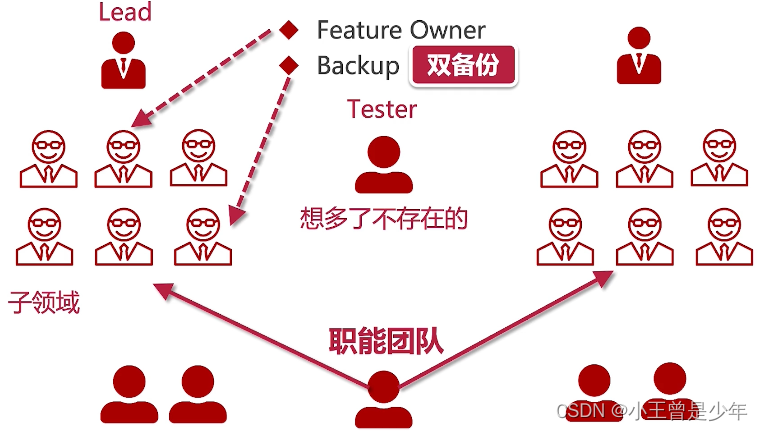 Lead
Feature Owner
Backup 双备份
Tester
想多了不存在的
子领域
职能团队
CSDN @小王曾是少年